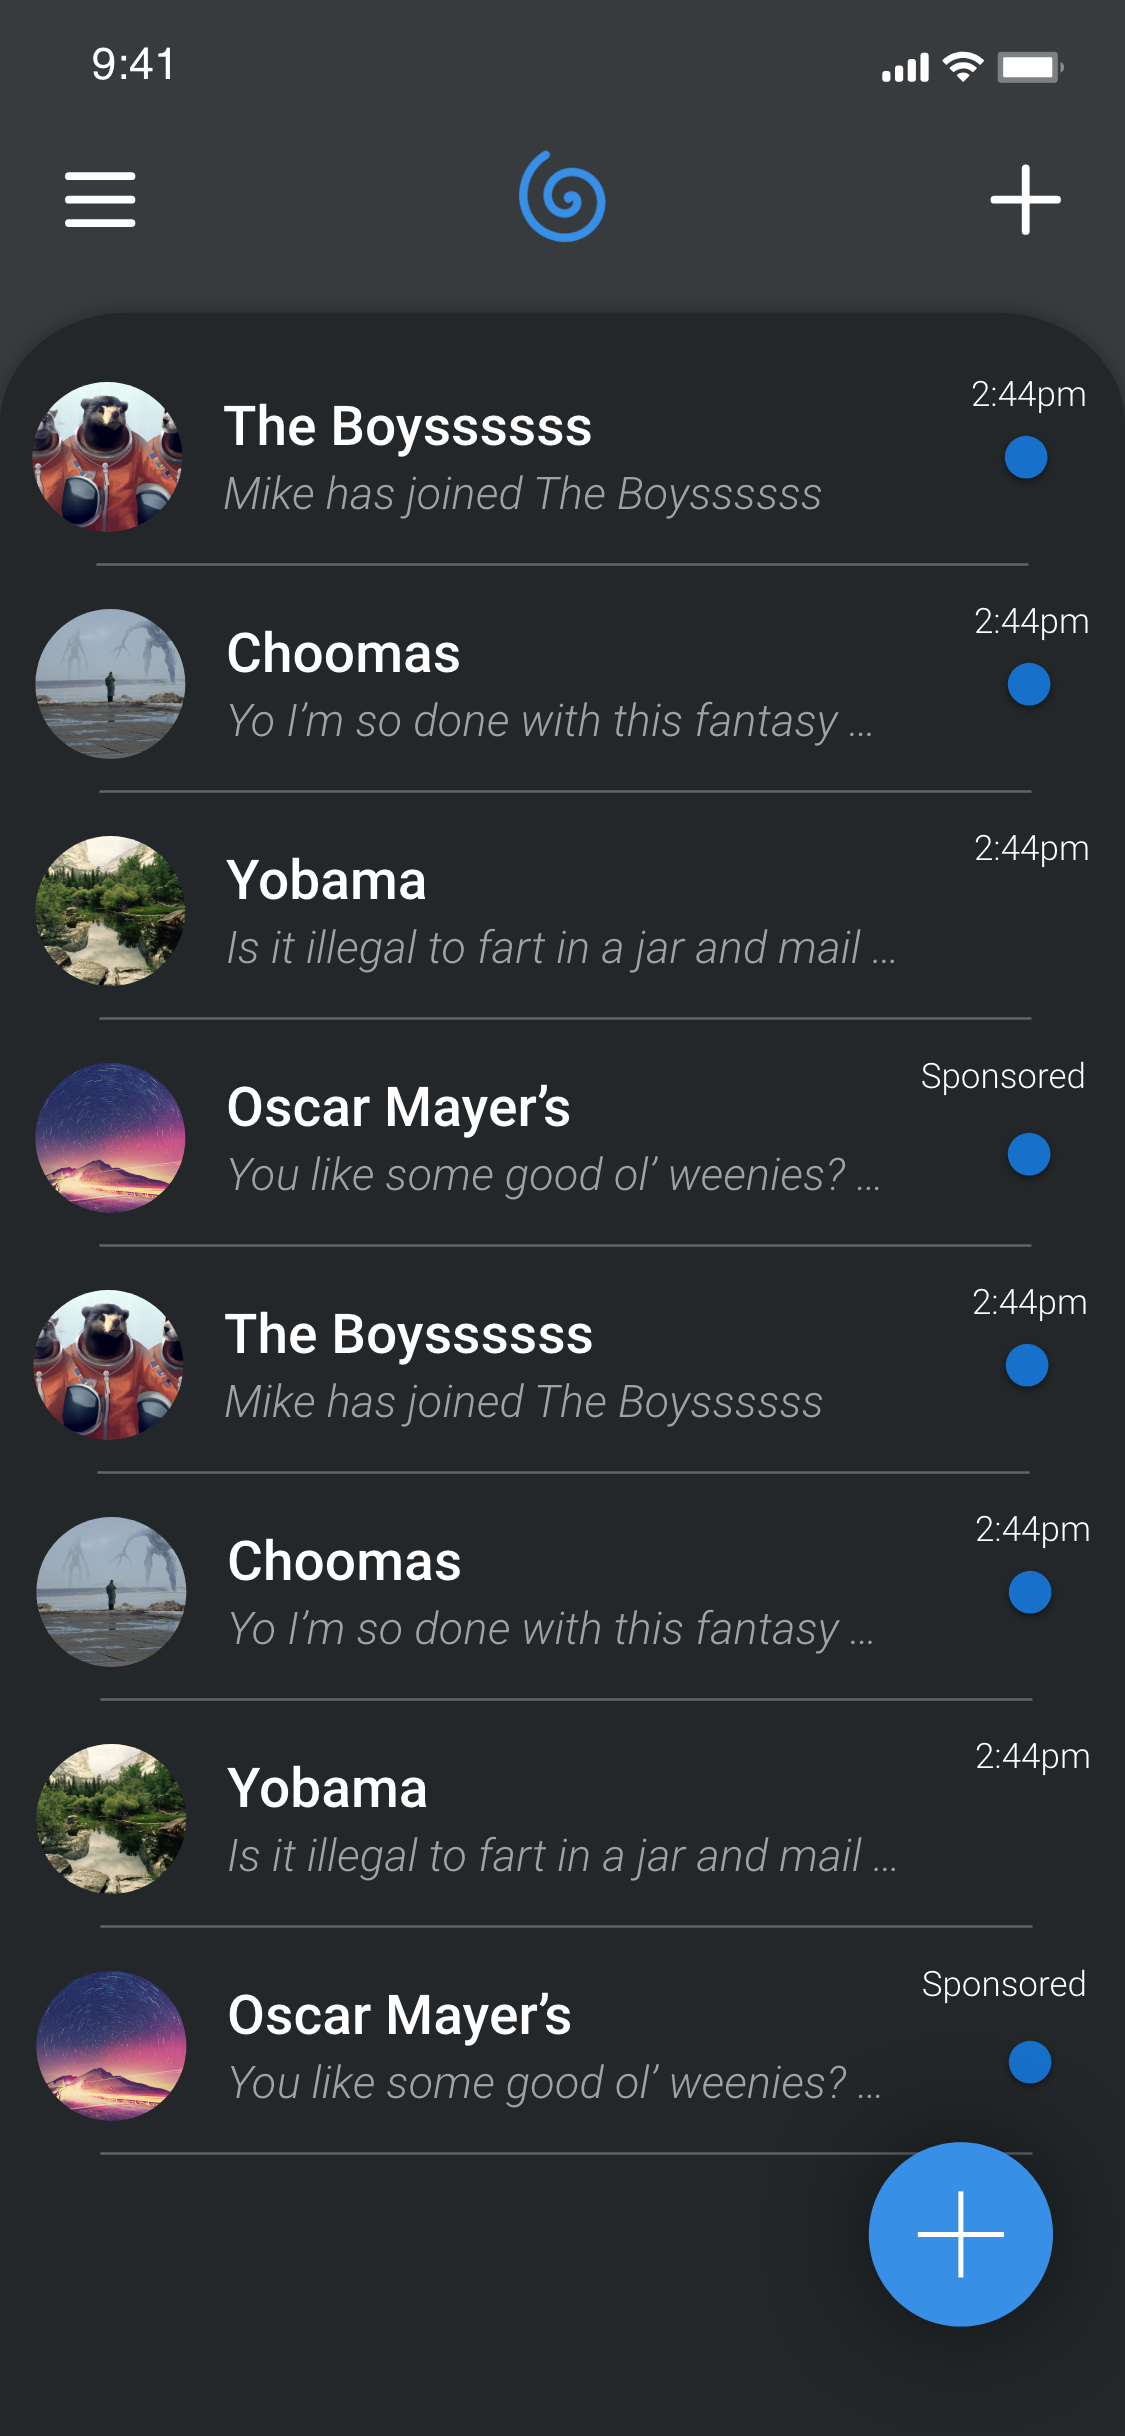 9:41
2:44pm
The Boyssssss
Mike has joined The Boyssssss
2:44pm
Choomas
Yo I’m so done with this fantasy ...
2:44pm
Yobama
Is it illegal to fart in a jar and mail ...
Sponsored
Oscar Mayer’s
You like some good ol’ weenies? ...
2:44pm
The Boyssssss
Mike has joined The Boyssssss
2:44pm
Choomas
Yo I’m so done with this fantasy ...
2:44pm
Yobama
Is it illegal to fart in a jar and mail ...
Sponsored
Oscar Mayer’s
You like some good ol’ weenies? ...